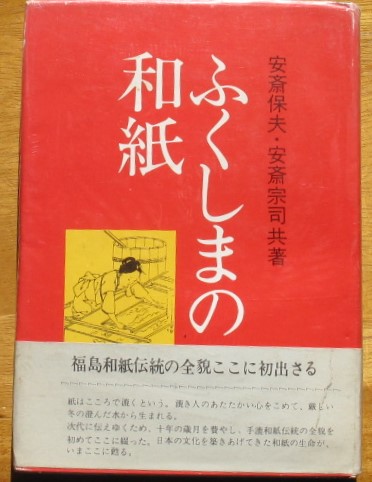 安斎保夫・安斎宗司共著
ふくしまの
和紙
福島和紙伝統の全貌ここに初出さる
紙はこころで漉くという。漉き人のあたたかい心をこめて、厳しい
冬の澄んだ水から生まれる。
次代に伝えゆくため、十年の歳月を費やし、手漉和紙伝統の全貌を
初めてここに綴った。日本の文化を築きあげてきた和紙の生命が、
いまここに甦る。